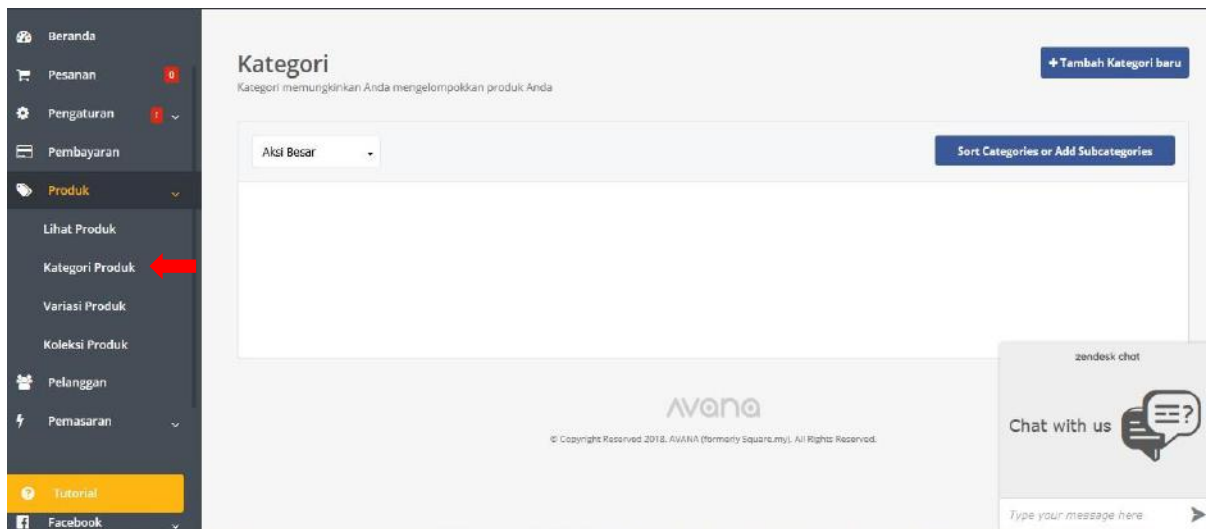 Beranda
Pesanan 0
Pengaturan
Pembayaran
Produk
Lihat Produk
Kategori Produk
Variasi Produk
Koleksi Produk
Pelanggan
Pemasaran
Tutorial
Facebook
Kategori
Kategori memungkinkan Anda mengelompokkan produk Anda
+ Tambah Kategori baru
Aksi Besar
Sort Categories or Add Subcategories
AVANA
© Copyright Reserved 2018. AVANA (formerly Square.my). All Rights Reserved.
zendesk chat
Chat with us
Type your message here